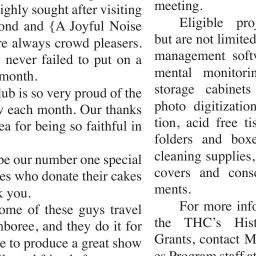 ighly sought after visiting
ond and {A Joyful Noise
re always crowd pleasers.
never failed to put on a
month.
lub is so very proud of the
w each month. Our thanks
ea for being so faithful in
be our number one special
es who donate their cakes
k you.
ome of these guys travel
mboree, and they do it for
e to produce a great show
meeting.
Eligible proj
but are not limited
management softw
mental monitorin
storage cabinets
photo digitization
tion, acid free tis
folders and boxe
cleaning supplies,
covers and conse
ments.
For more info
the THC's Hist
Grants, contact M
es Program staff at